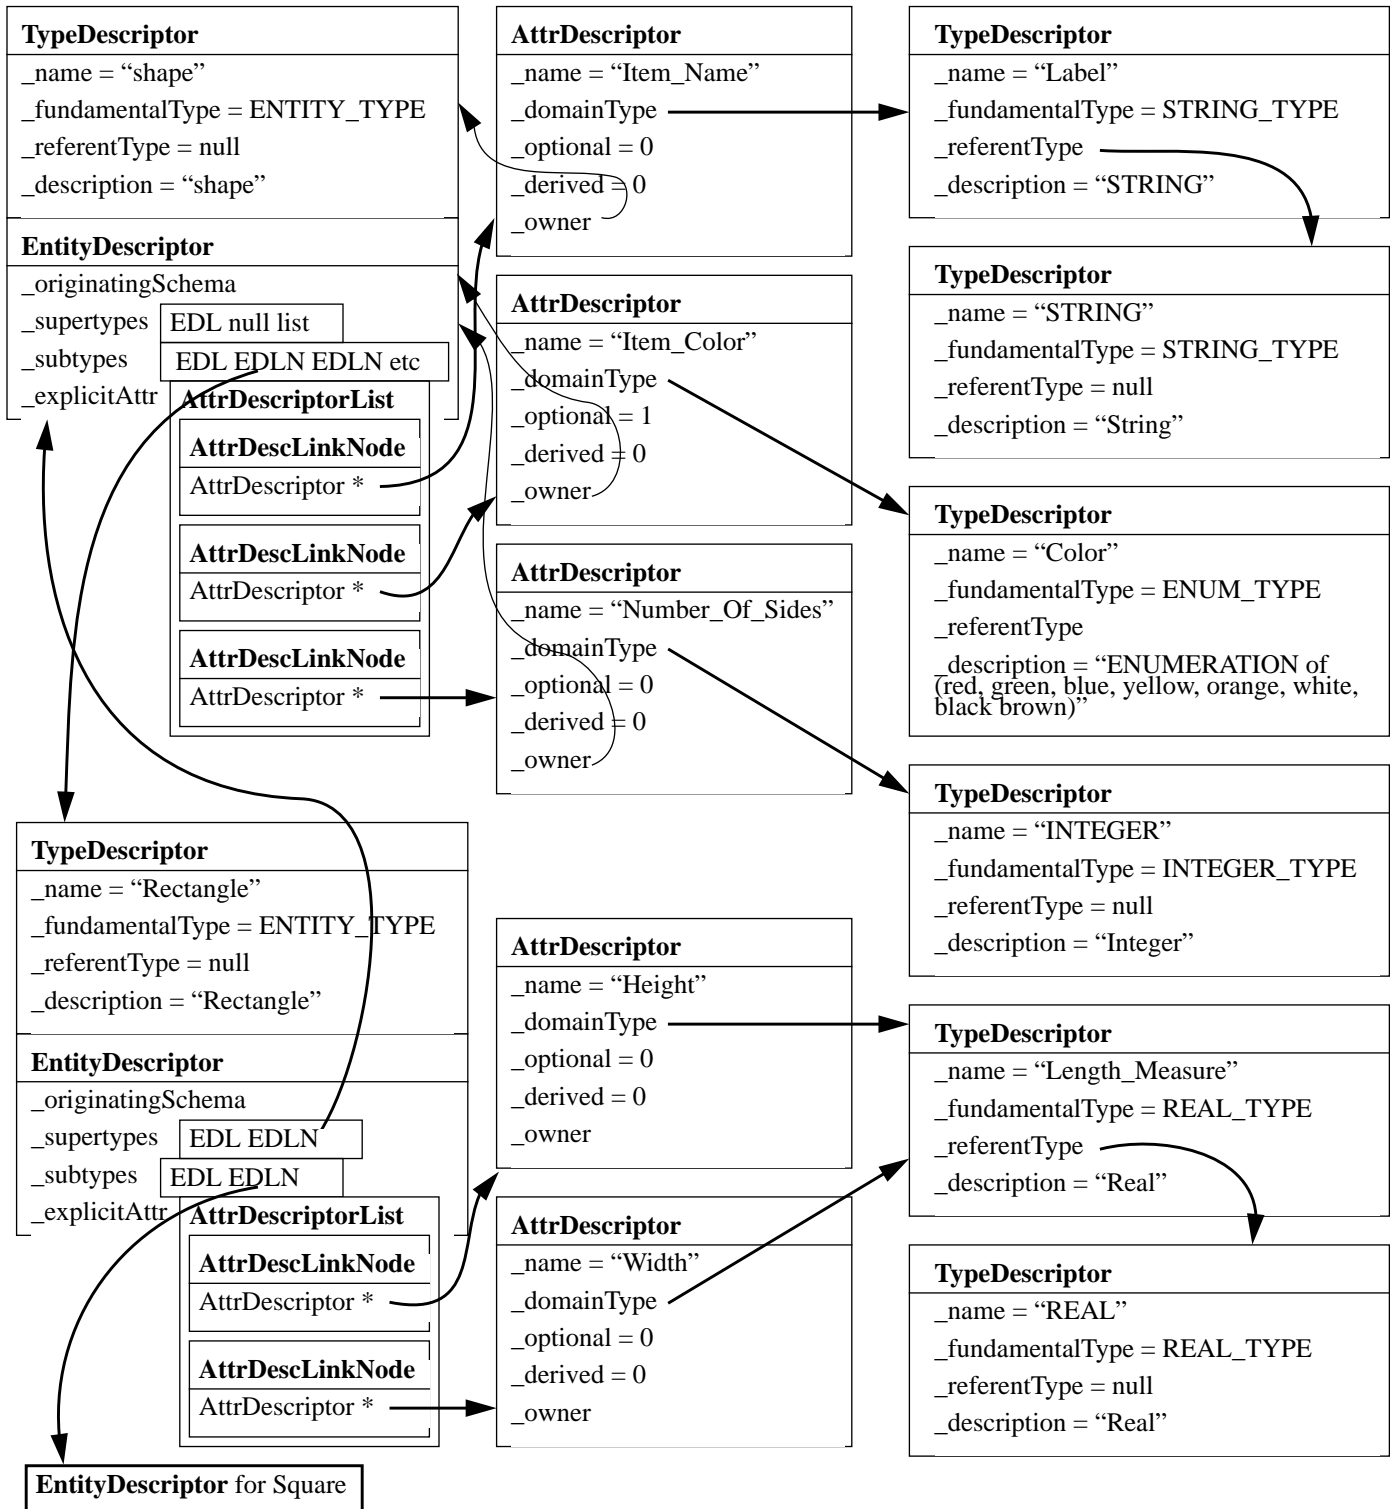 TypeDescriptor
_name = “shape”
_fundamentalType = ENTITY_TYPE
_referentType = null
_description = “shape”
EntityDescriptor
_originatingSchema
_supertypes
EDL null list
_subtypes
EDL EDLN EDLN etc
_explicitAttr
AttrDescriptorList
AttrDescLinkNode
AttrDescriptor *
AttrDescLinkNode
AttrDescriptor *
AttrDescLinkNode
AttrDescriptor *
TypeDescriptor
_name = “Rectangle”
_fundamentalType = ENTITY_TYPE
_referentType = null
_description = “Rectangle”
EntityDescriptor
_originatingSchema
_supertypes
EDL EDLN
_subtypes
EDL EDLN
_explicitAttr
AttrDescriptorList
AttrDescLinkNode
AttrDescriptor *
AttrDescLinkNode
AttrDescriptor *
EntityDescriptor for Square
AttrDescriptor
_name = “Item_Name”
_domainType
_optional = 0
_derived = 0
_owner
AttrDescriptor
_name = “Item_Color”
_domainType
_optional = 1
_derived = 0
_owner
AttrDescriptor
_name = “Number_Of_Sides”
_domainType
_optional = 0
_derived = 0
_owner
AttrDescriptor
_name = “Height”
_domainType
_optional = 0
_derived = 0
_owner
AttrDescriptor
_name = “Width”
_domainType
_optional = 0
_derived = 0
_owner
TypeDescriptor
_name = “Label”
_fundamentalType = STRING_TYPE
_referentType
_description = “STRING”
TypeDescriptor
_name = “STRING”
_fundamentalType = STRING_TYPE
_referentType = null
_description = “String”
TypeDescriptor
_name = “Color”
_fundamentalType = ENUM_TYPE
_referentType
_description = “ENUMERATION of
(red, green, blue, yellow, orange, white,
black brown)”
TypeDescriptor
_name = “INTEGER”
_fundamentalType = INTEGER_TYPE
_referentType = null
_description = “Integer”
TypeDescriptor
_name = “Length_Measure”
_fundamentalType = REAL_TYPE
_referentType
_description = “Real”
TypeDescriptor
_name = “REAL”
_fundamentalType = REAL_TYPE
_referentType = null
_description = “Real”